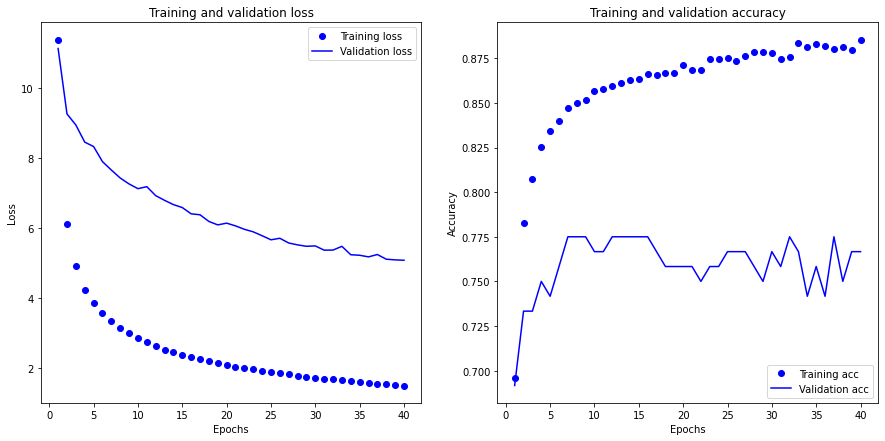 Training and validation loss
Training loss
Validation loss
10
8
6
4
2
Loss
0 5 10 15 20 25 30 35 40
Epochs
Training and validation accuracy
0.875
0.850
0.825
0.800
0.775
0.750
0.725
0.700
Accuracy
Training acc
Validation acc
0 5 10 15 20 25 30 35 40
Epochs